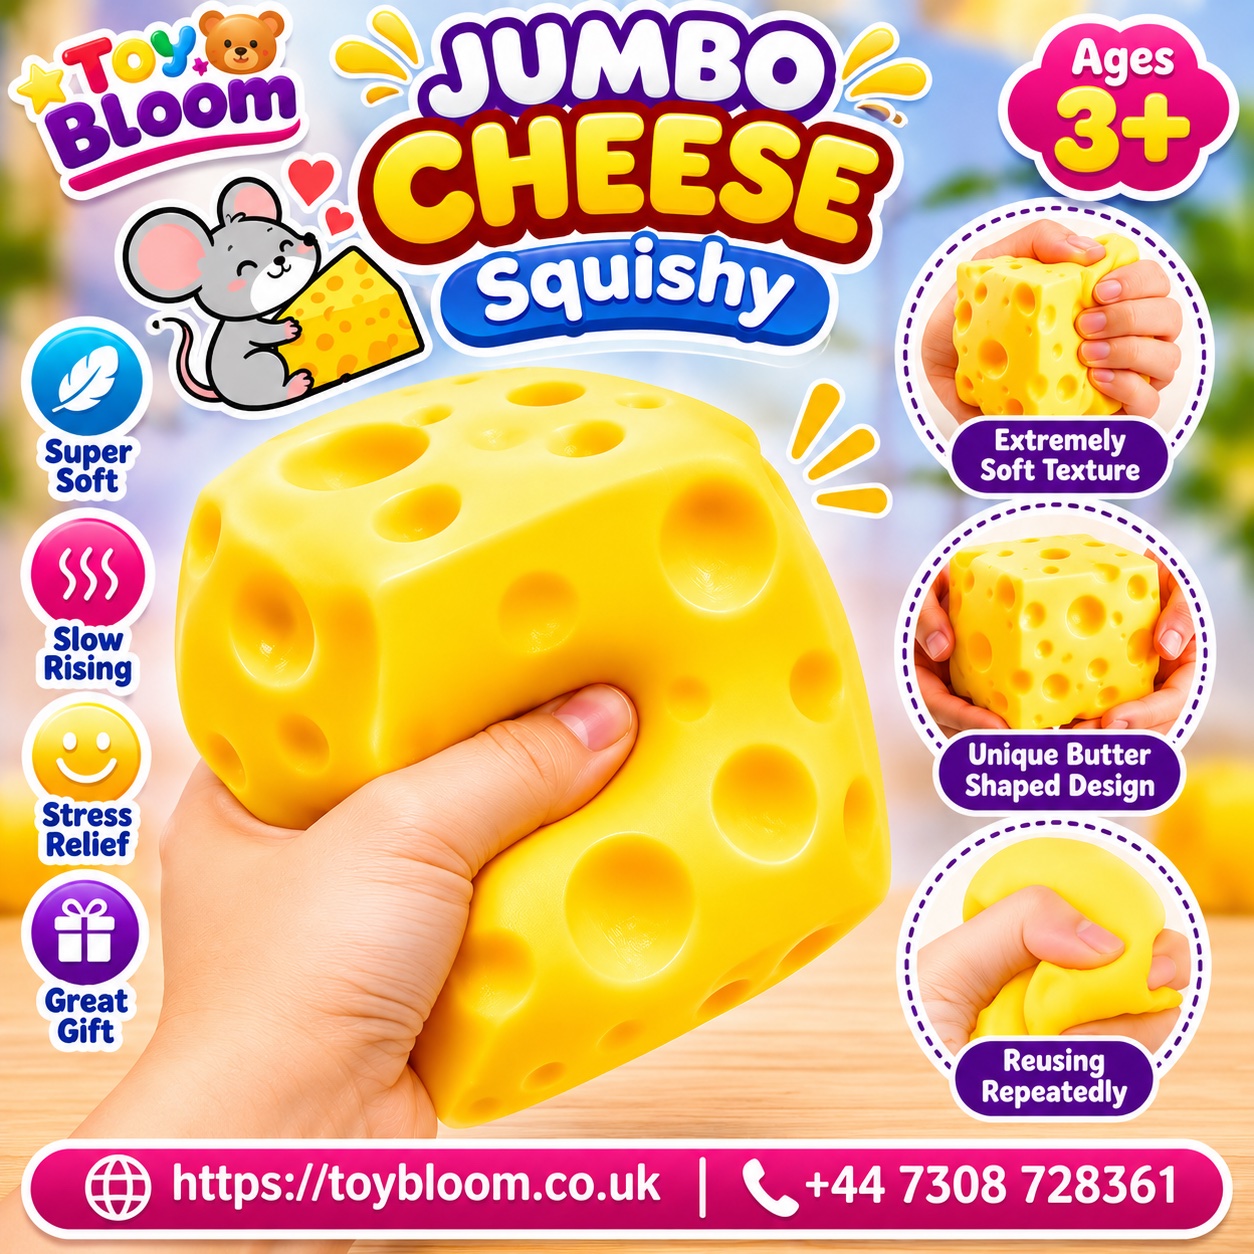 Toy
Bloom
JUMBO
CHEESE
Squishy
Ages
3+
Super
Soft
Slow
Rising
Stress
Relief
Great
Gift
Extremely
Soft Texture
Unique Butter
Shaped Design
Reusing
Repeatedly
https://toybloom.co.uk
+44 7308 728361